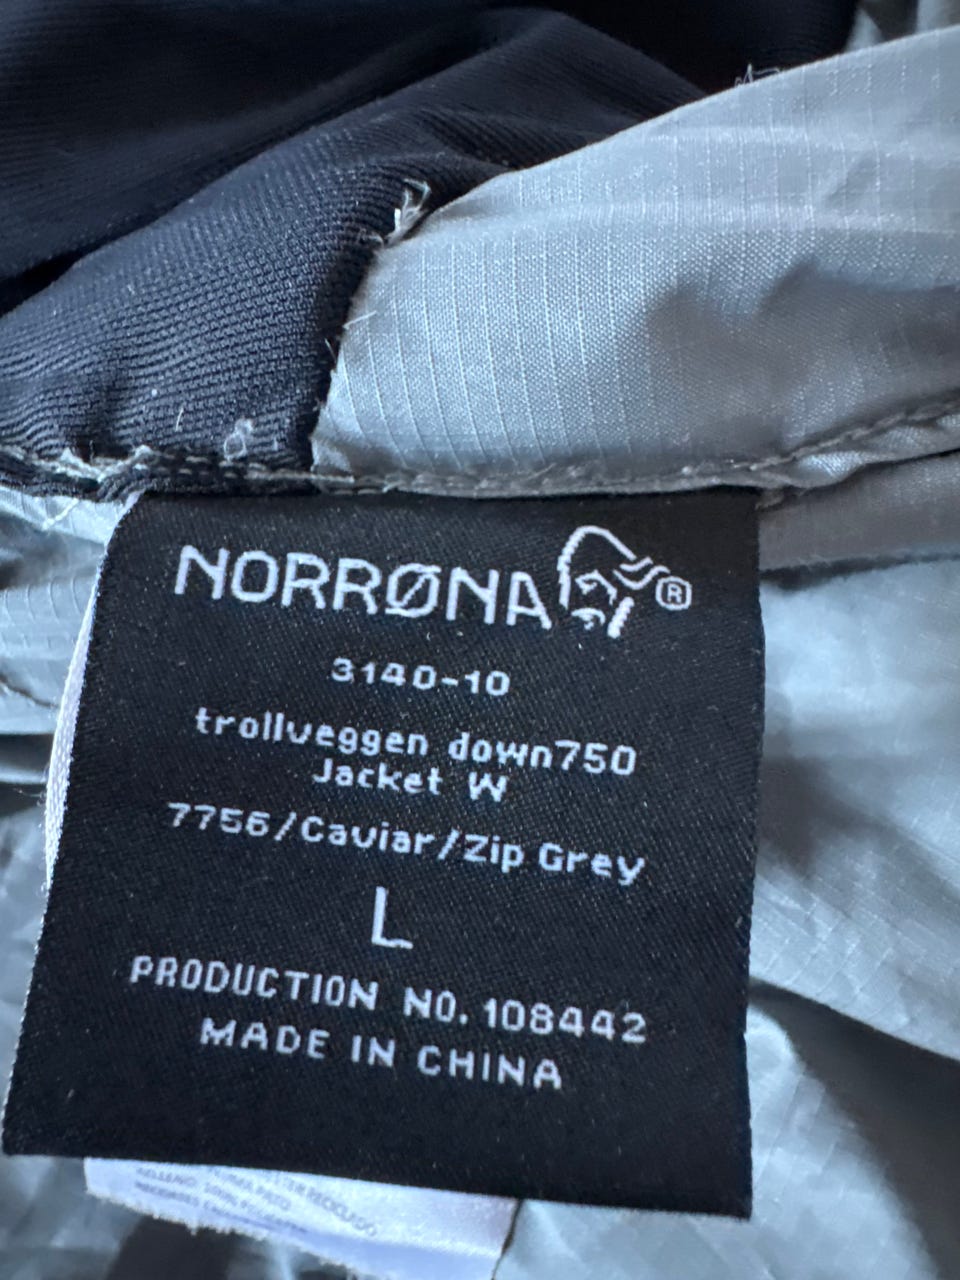 NORRØNA ®
3140-10
trollveggen down750
Jacket W
7756/Caviar/Zip Grey
L
PRODUCTION NO. 108442
MADE IN CHINA